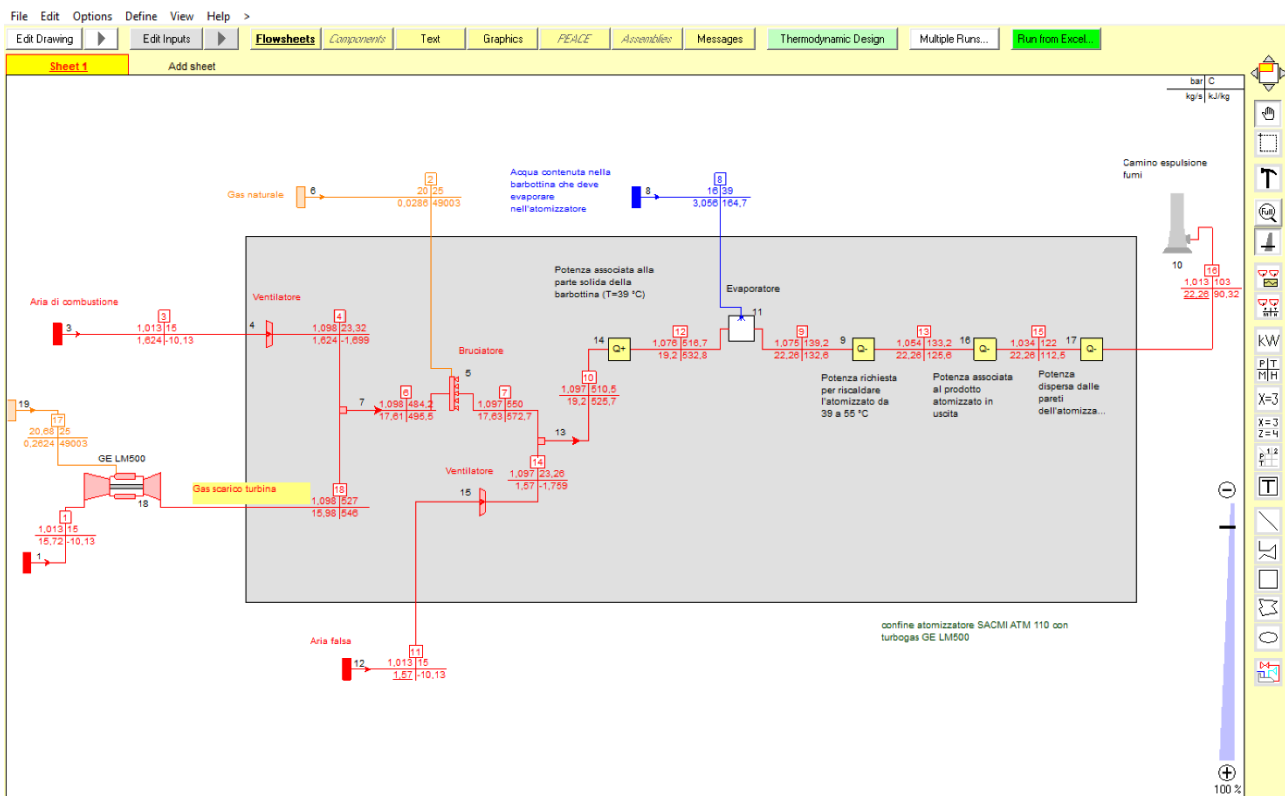 File Edit Options Define View Help >
Edit Drawing Edit Inputs Flowsheets Components Text Graphics PEACE Assemblies Messages Thermodynamic Design Multiple Runs... Run from Excel...
Sheet 1 Add sheet
bar C
kg/s kJ/kg
Camino espulsione
fumi
10
16
1,013 103
22,26 90,32
Gas naturale
6
2
20 25
0,0286 49003
Acqua contenuta nella
barbottina che deve
evaporare
nell'atomizzatore
8
8
16 39
3,056 164,7
Aria di combustione
3
3
1,013 15
1,624 -10,13
Ventilatore
4
4
1,098 23,32
1,624 -1,699
Potenza associata alla
parte solida della
barbottina (T=39 °C)
Evaporatore
11
14
Q+
12
1,076 516,7
19,2 532,8
9
1,075 139,2
22,26 132,6
9
Q-
13
1,054 133,2
22,26 125,6
16
Q-
15
1,034 122
22,26 112,5
17
Q-
Potenza richiesta
per riscaldare
l'atomizzato da
39 a 55 °C
Potenza associata
al prodotto
atomizzato in
uscita
Potenza
dispersa dalle
pareti
dell'atomizza...
Bruciatore
5
7
6
1,098 484,2
17,61 495,5
7
1,097 550
17,63 572,7
10
1,097 510,5
19,2 525,7
13
14
1,097 23,26
1,57 -1,759
Ventilatore
15
19
17
20,68 25
0,2624 49003
GE LM500
18
Gas scarico turbina
18
1,098 527
15,98 546
1
1,013 15
15,72 -10,13
1
Aria falsa
12
11
1,013 15
1,57 -10,13
confine atomizzatore SACMI ATM 110 con
turbogas GE LM500
Full
kW
P T
M H
X=3
X=3
Z=4
P 1 2
T
T
100 %